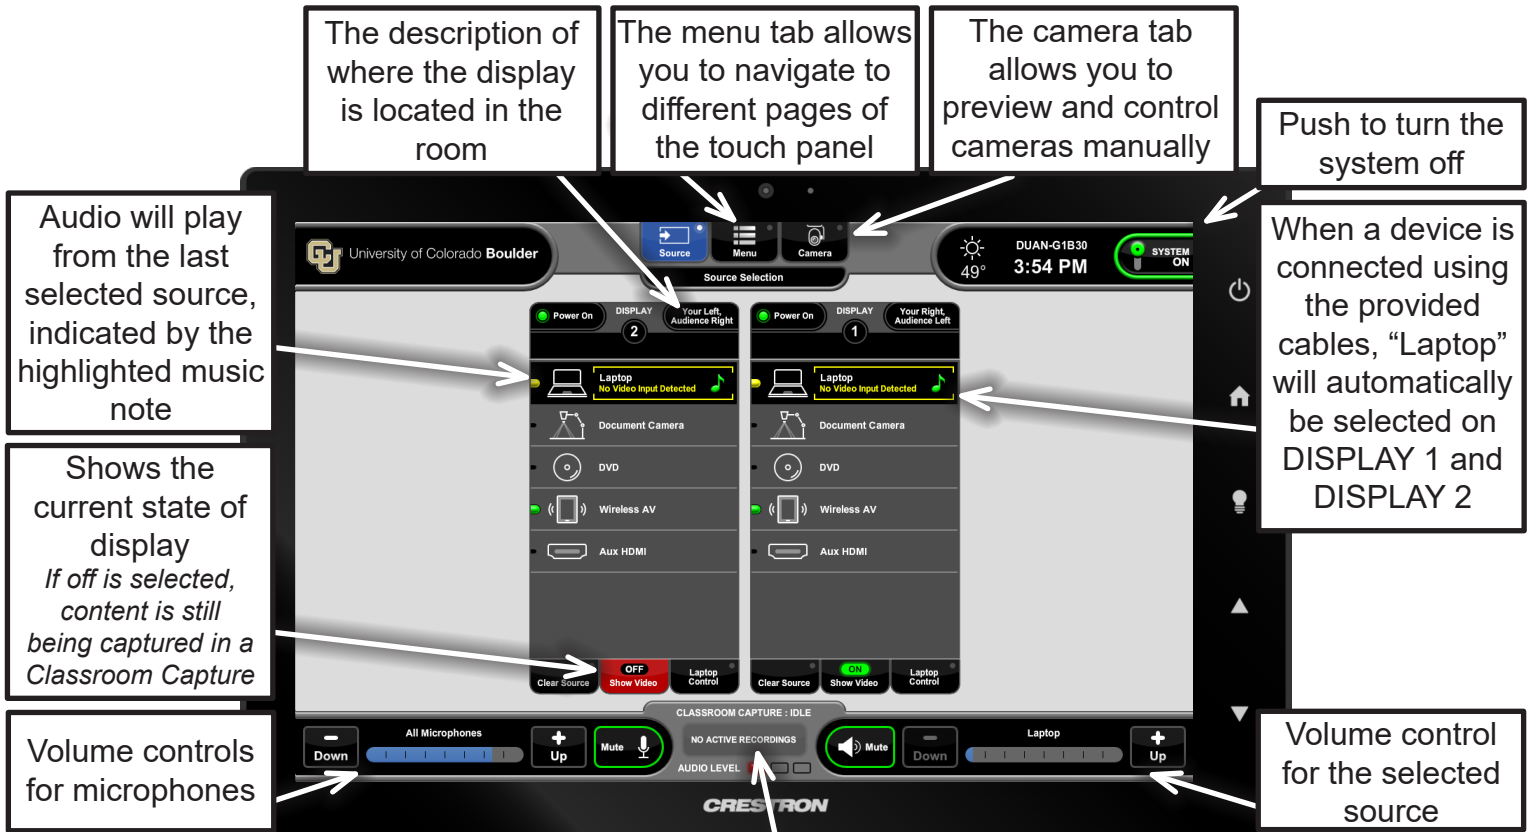 The description of
where the display
is located in the
room
The menu tab allows
you to navigate to
different pages of
the touch panel
The camera tab
allows you to
preview and control
cameras manually
Push to turn the
system off
Audio will play
from the last
selected source,
indicated by the
highlighted music
note
When a device is
connected using
the provided
cables, “Laptop”
will automatically
be selected on
DISPLAY 1 and
DISPLAY 2
Shows the
current state of
display
If off is selected,
content is still
being captured in a
Classroom Capture
Volume controls
for microphones
Volume control
for the selected
source
CU
University of Colorado Boulder
Source
Menu
Camera
Source Selection
49°
DUAN-G1B30
3:54 PM
SYSTEM
ON
Power On
DISPLAY
2
Your Left,
Audience Right
Laptop
No Video Input Detected
Document Camera
DVD
Wireless AV
Aux HDMI
Clear Source
OFF
Show Video
Laptop
Control
Power On
DISPLAY
1
Your Right,
Audience Left
Laptop
No Video Input Detected
Document Camera
DVD
Wireless AV
Aux HDMI
Clear Source
ON
Show Video
Laptop
Control
CLASSROOM CAPTURE : IDLE
NO ACTIVE RECORDINGS
AUDIO LEVEL
Down
All Microphones
Up
Mute
Mute
Down
Laptop
Up
CRESTRON